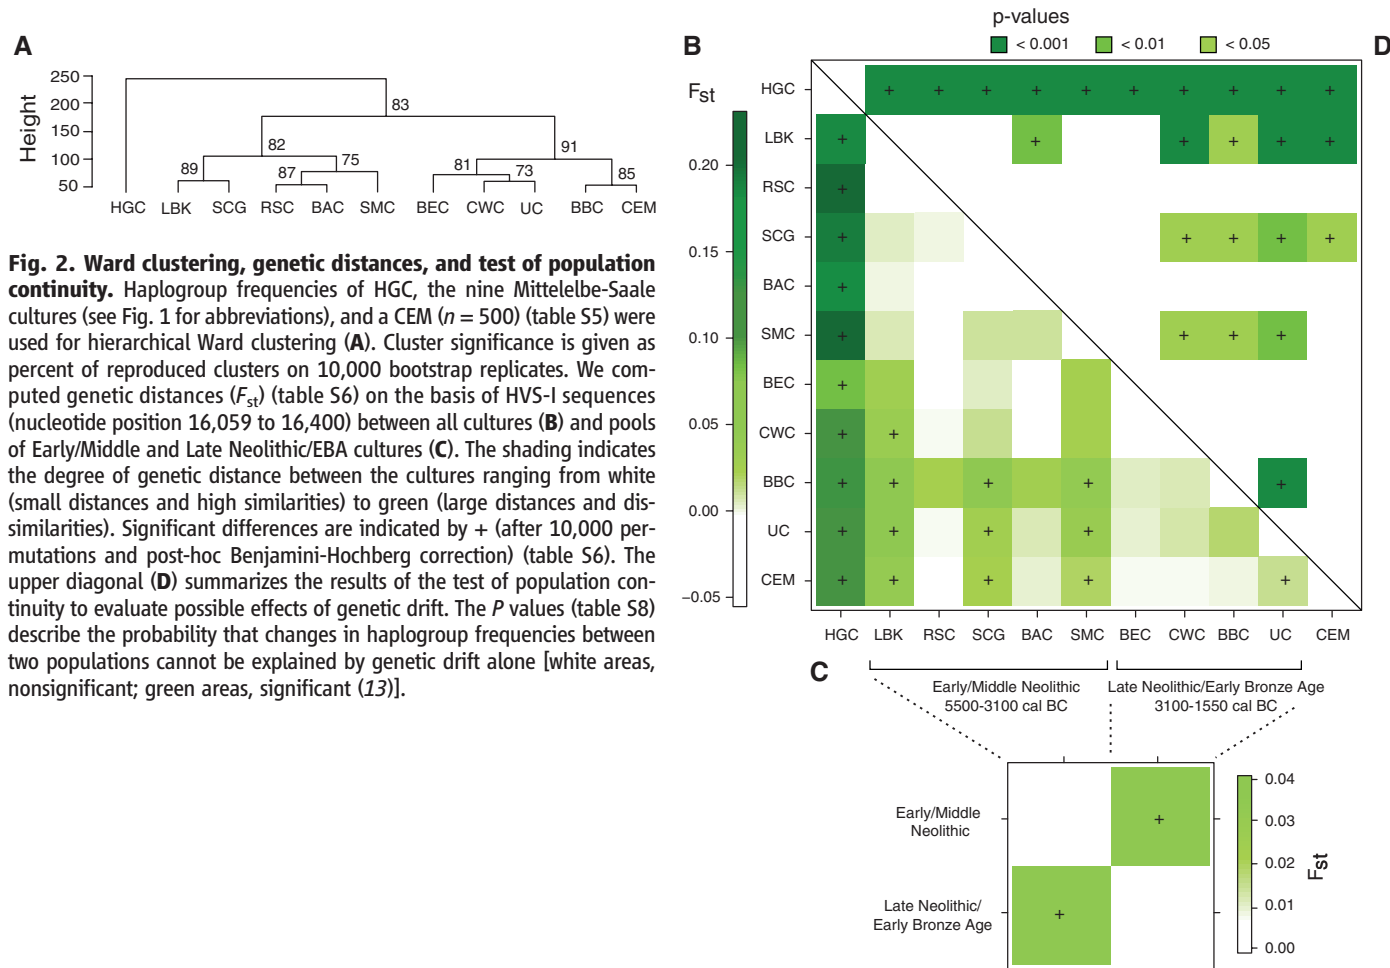 A
250
200
150
100
50
Height
83
82
89
87
75
91
81
73
85
HGC LBK SCG RSC BAC SMC BEC CWC UC BBC CEM
Fig. 2. Ward clustering, genetic distances, and test of population
continuity. Haplogroup frequencies of HGC, the nine Mittelelbe-Saale
cultures (see Fig. 1 for abbreviations), and a CEM (n = 500) (table S5) were
used for hierarchical Ward clustering (A). Cluster significance is given as
percent of reproduced clusters on 10,000 bootstrap replicates. We com-
puted genetic distances (Fst) (table S6) on the basis of HVS-I sequences
(nucleotide position 16,059 to 16,400) between all cultures (B) and pools
of Early/Middle and Late Neolithic/EBA cultures (C). The shading indicates
the degree of genetic distance between the cultures ranging from white
(small distances and high similarities) to green (large distances and dis-
similarities). Significant differences are indicated by + (after 10,000 per-
mutations and post-hoc Benjamini-Hochberg correction) (table S6). The
upper diagonal (D) summarizes the results of the test of population con-
tinuity to evaluate possible effects of genetic drift. The P values (table S8)
describe the probability that changes in haplogroup frequencies between
two populations cannot be explained by genetic drift alone [white areas,
nonsignificant; green areas, significant (13)].
B
p-values
< 0.001 < 0.01 < 0.05
D
Fst
0.20
0.15
0.10
0.05
0.00
−0.05
HGC + + + + + + + + + +
LBK + + + + + +
RSC +
SCG + + + + +
BAC +
SMC + + + +
BEC +
CWC + +
BBC + + + + +
UC + + + +
CEM + + + + +
HGC LBK RSC SCG BAC SMC BEC CWC BBC UC CEM
C
Early/Middle Neolithic
5500-3100 cal BC
Late Neolithic/Early Bronze Age
3100-1550 cal BC
Early/Middle
Neolithic
+
Late Neolithic/
Early Bronze Age
+
0.04
0.03
0.02
0.01
0.00
Fst